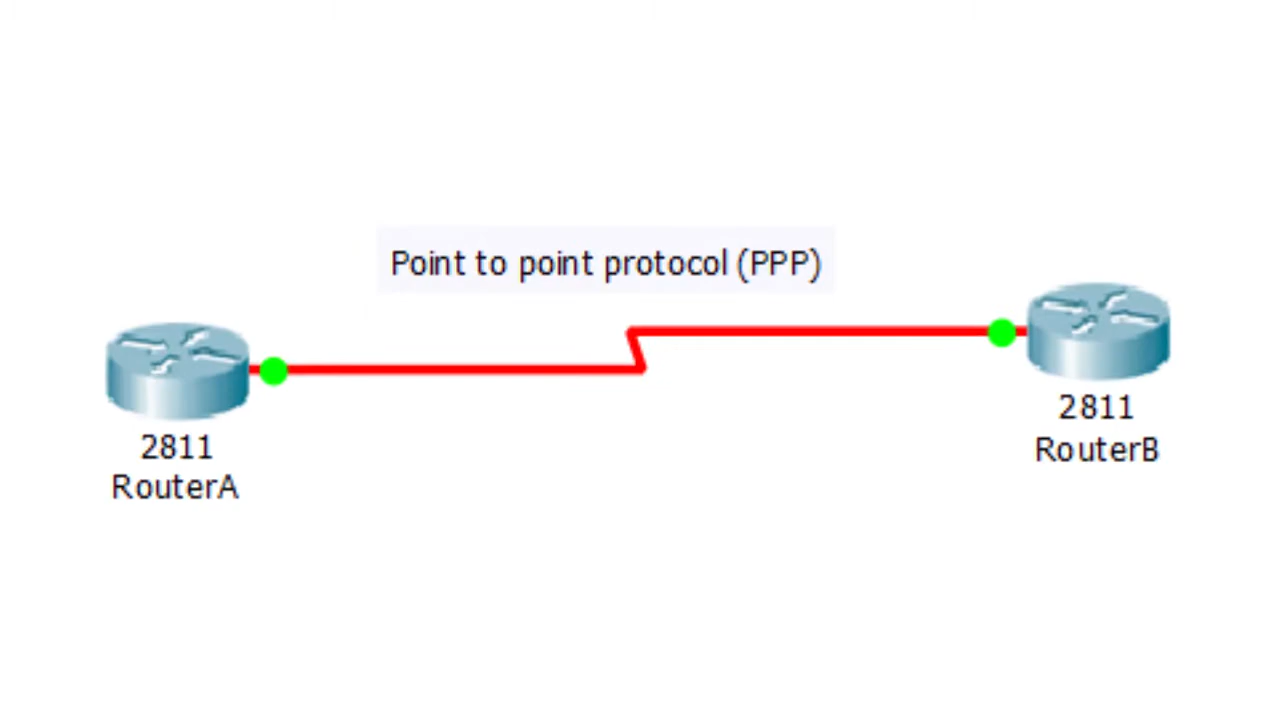 Point to point protocol (PPP)
2811
RouterA
2811
RouterB